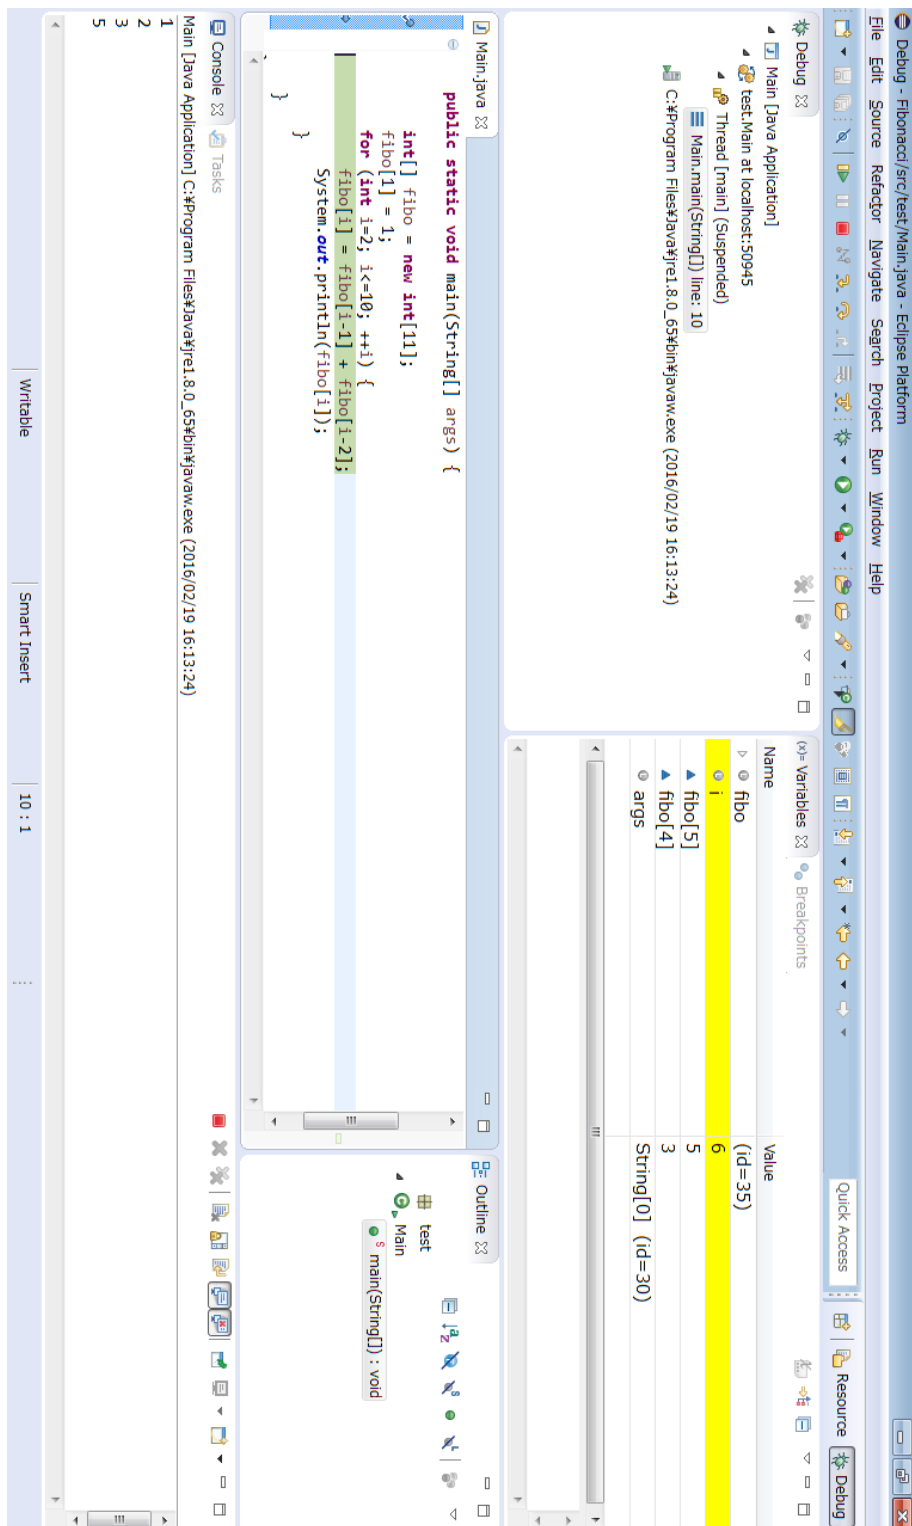 Debug - Fibonacci/src/test/Main.java - Eclipse Platform
File Edit Source Refactor Navigate Search Project Run Window Help
Quick Access
Resource
Debug
Debug
Main [Java Application]
test.Main at localhost:50945
Thread [main] (Suspended)
Main.main(String[]) line: 10
C:¥Program Files¥Java¥jre1.8.0_65¥bin¥javaw.exe (2016/02/19 16:13:24)
(x)= Variables
Breakpoints
Name Value
fibo (id=35)
i 6
fibo[5] 5
fibo[4] 3
args String[0] (id=30)
Main.java
public static void main(String[] args) {
int[] fibo = new int[11];
fibo[1] = 1;
for (int i=2; i<=10; ++i) {
fibo[i] = fibo[i-1] + fibo[i-2];
System.out.println(fibo[i]);
}
}
Outline
test
Main
main(String[]) : void
Console
Tasks
Main [Java Application] C:¥Program Files¥Java¥jre1.8.0_65¥bin¥javaw.exe (2016/02/19 16:13:24)
1
2
3
5
Writable Smart Insert 10 : 1